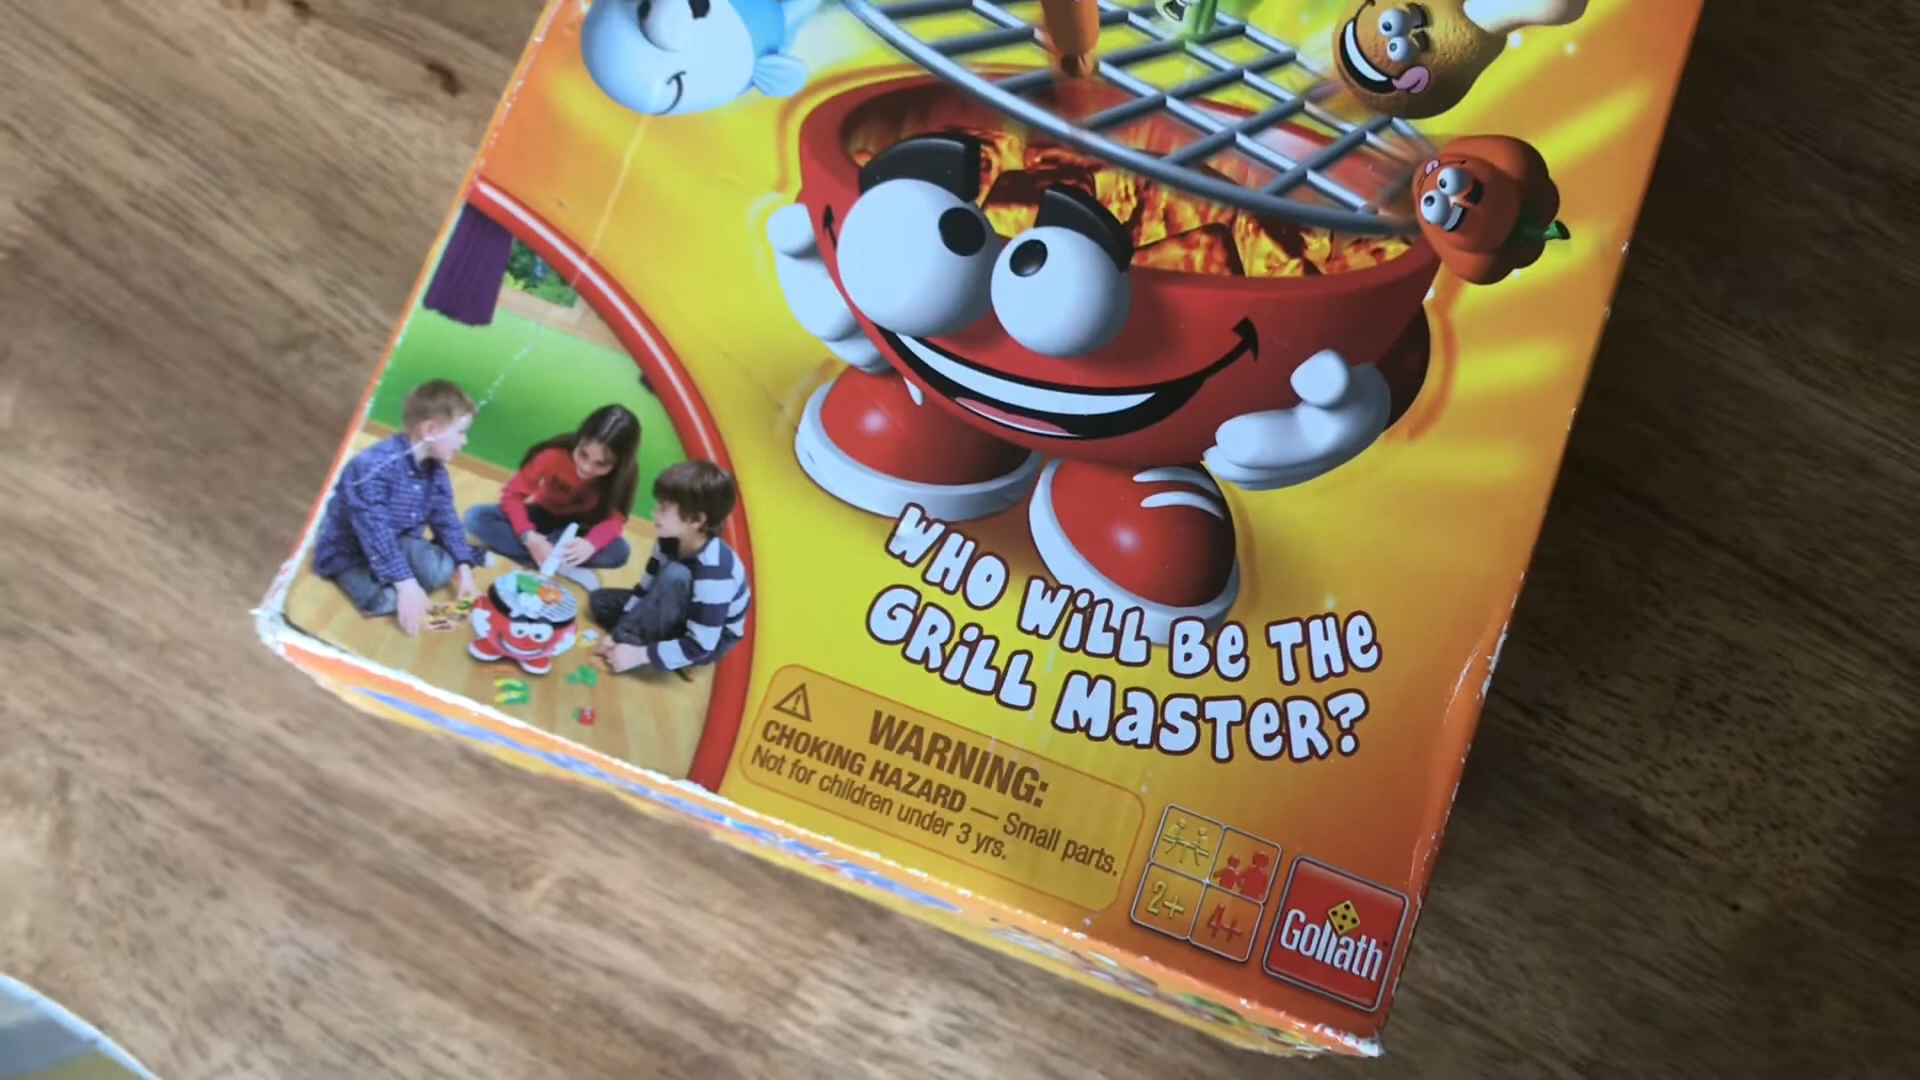 WHO WiLL Be THe
GRiLL MaSTeR?
WARNING:
CHOKING HAZARD — Small parts.
Not for children under 3 yrs.
2+
4+
Goliath